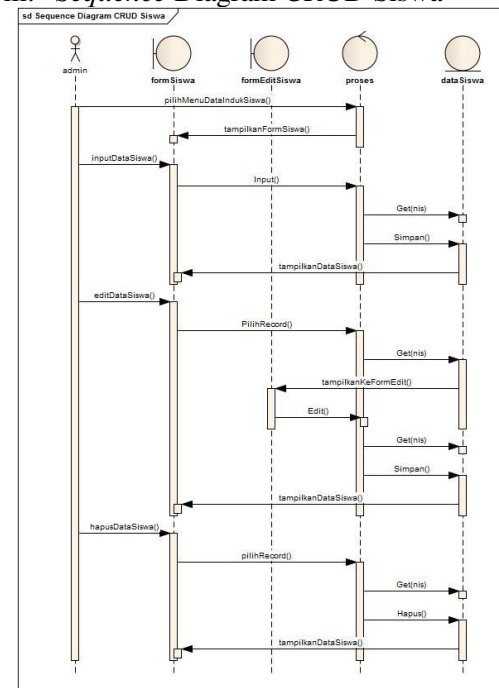 m. Sequence Diagram CRUD Siswa
sd Sequence Diagram CRUD Siswa
admin
formSiswa
formEditSiswa
proses
dataSiswa
pilihMenuDataIndukSiswa()
tampilkanFormSiswa()
inputDataSiswa()
Input()
Get(nis)
Simpan()
tampilkanDataSiswa()
editDataSiswa()
PilihRecord()
Get(nis)
tampilkanKeFormEdit()
Edit()
Get(nis)
Simpan()
tampilkanDataSiswa()
hapusDataSiswa()
pilihRecord()
Get(nis)
Hapus()
tampilkanDataSiswa()